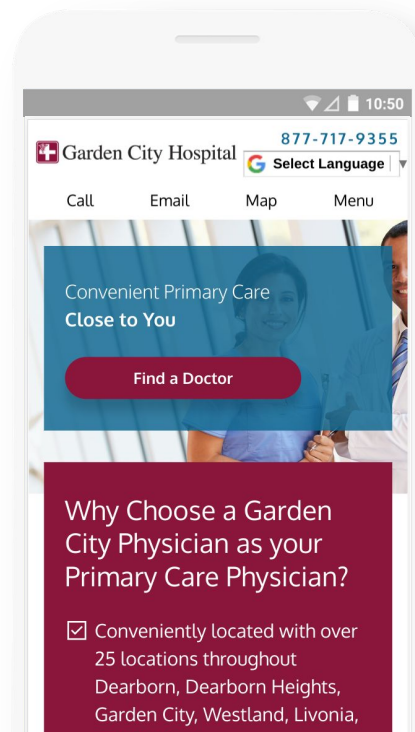 10:50
877-717-9355
Garden City Hospital
Select Language
Call Email Map Menu
Convenient Primary Care
Close to You
Find a Doctor
Why Choose a Garden
City Physician as your
Primary Care Physician?
Conveniently located with over
25 locations throughout
Dearborn, Dearborn Heights,
Garden City, Westland, Livonia,